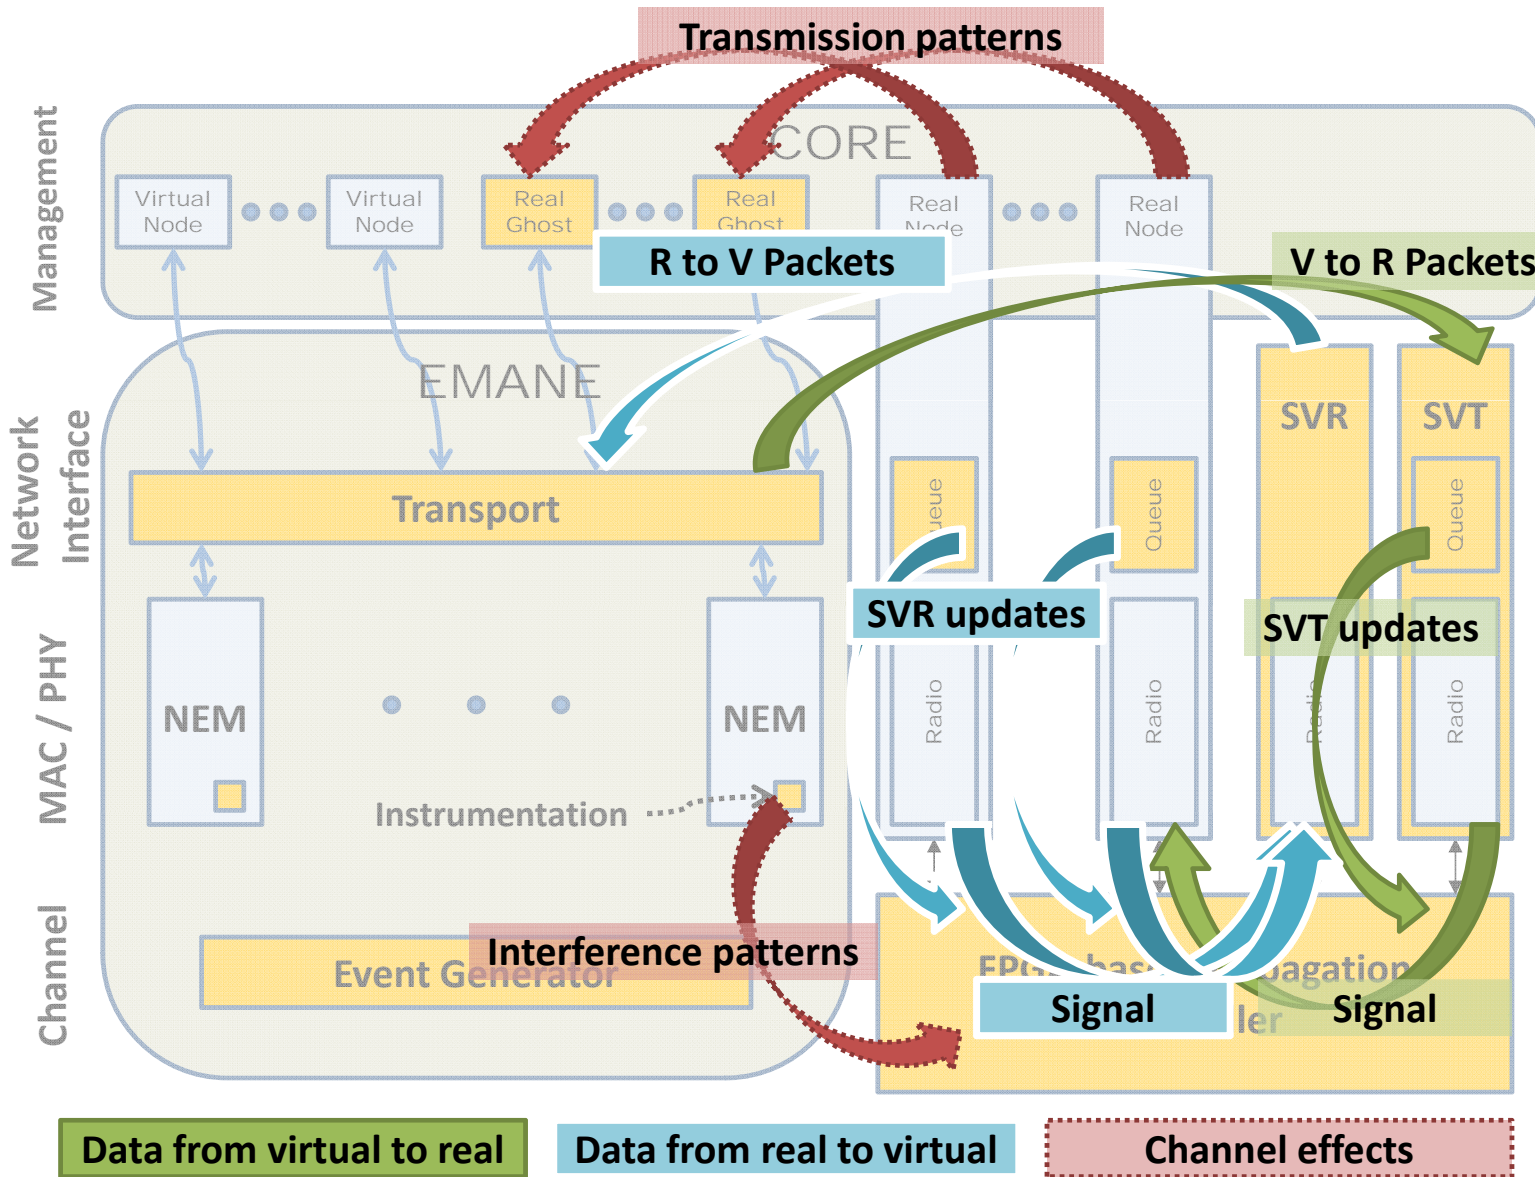 Transmission patterns
Management
CORE
Virtual
Node
Virtual
Node
Real
Ghost
Real
Ghost
Real
Node
Real
Node
R to V Packets
V to R Packets
EMANE
SVR
SVT
Network
Interface
Transport
Queue
Queue
SVR updates
SVT updates
MAC / PHY
NEM
NEM
Radio
Radio
Radio
Radio
Instrumentation
Channel
Interference patterns
Event Generator
Signal
Signal
Data from virtual to real
Data from real to virtual
Channel effects